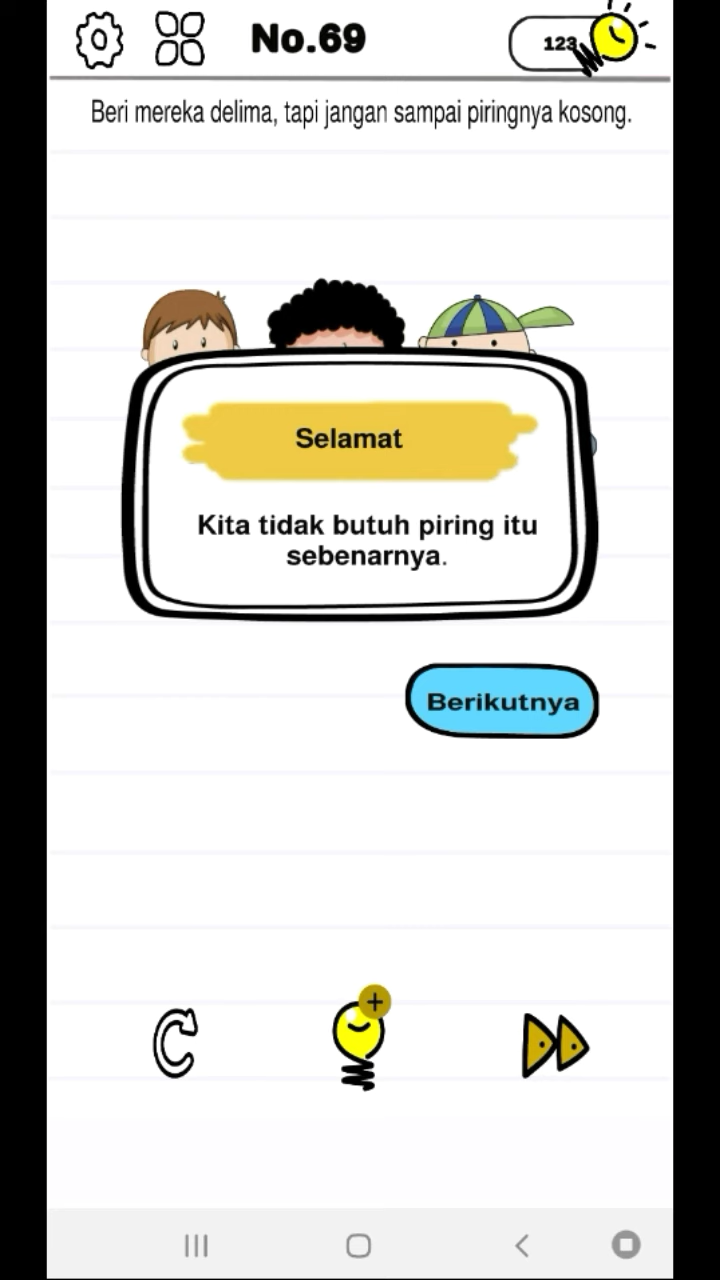 No.69
123
Beri mereka delima, tapi jangan sampai piringnya kosong.
Selamat
Kita tidak butuh piring itu
sebenarnya.
Berikutnya